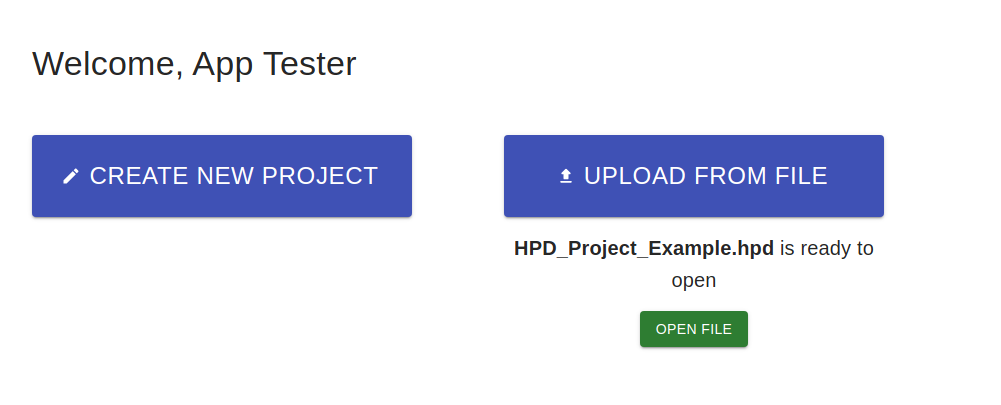 Welcome, App Tester
CREATE NEW PROJECT
UPLOAD FROM FILE
HPD_Project_Example.hpd is ready to
open
OPEN FILE